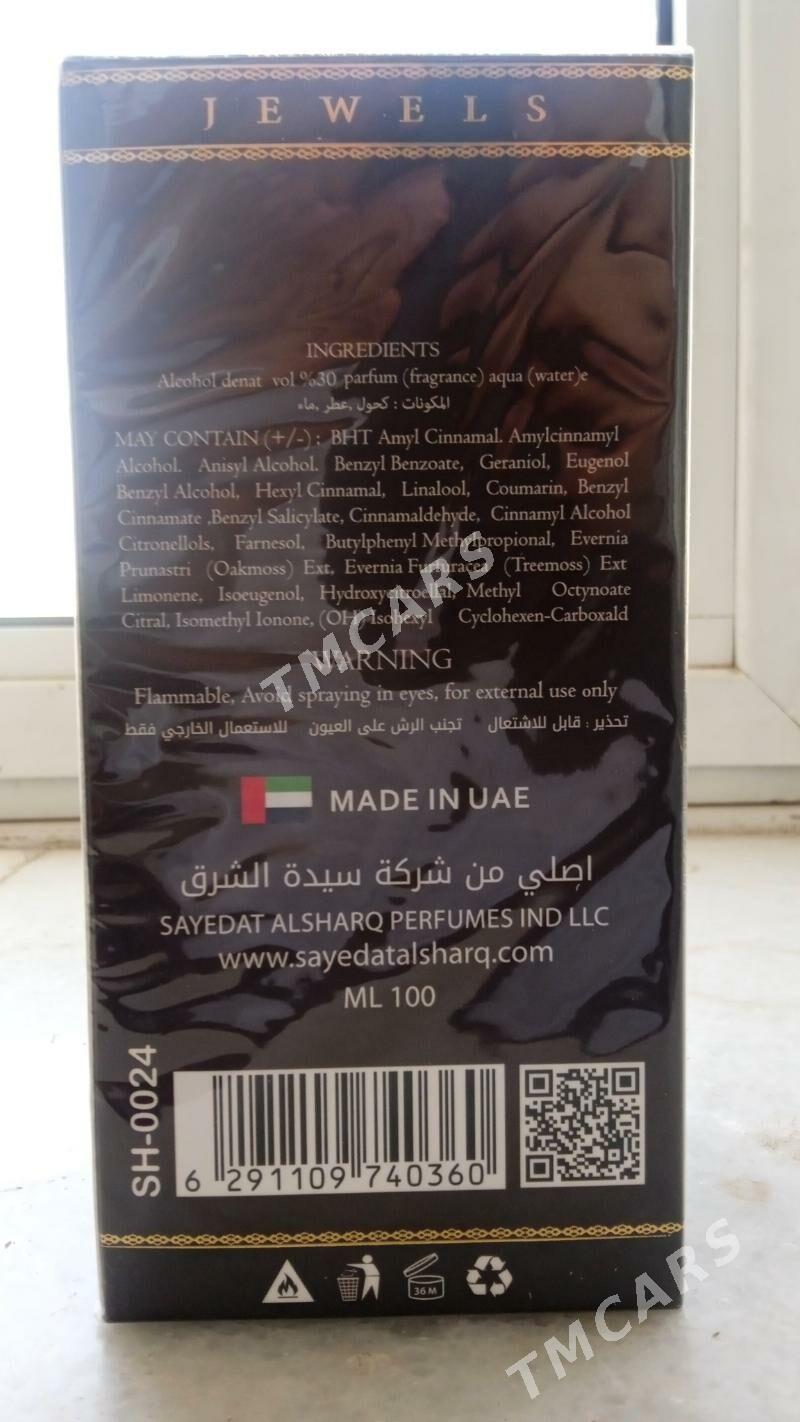 JEWELS
INGREDIENTS
Alcohol denat vol %30 parfum (fragrance) aqua (water)e
المكونات : كحول ,عطر ,ماء
MAY CONTAIN (+/-) : BHT Amyl Cinnamal. Amylcinnamyl
Alcohol. Anisyl Alcohol. Benzyl Benzoate, Geraniol, Eugenol
Benzyl Alcohol, Hexyl Cinnamal, Linalool, Coumarin, Benzyl
Cinnamate ,Benzyl Salicylate, Cinnamaldehyde, Cinnamyl Alcohol
Citronellols, Farnesol, Butylphenyl Methylpropional, Evernia
Prunastri (Oakmoss) Ext, Evernia Furfuracea (Treemoss) Ext
Limonene, Isoeugenol, Hydroxycitroellal, Methyl Octynoate
Citral, Isomethyl Ionone, (OH) Isohexyl Cyclohexen-Carboxald
WARNING
Flammable, Avoid spraying in eyes, for external use only
تحذير : قابل للاشتعال تجنب الرش على العيون للاستعمال الخارجي فقط
MADE IN UAE
اصلي من شركة سيدة الشرق
SAYEDAT ALSHARQ PERFUMES IND LLC
www.sayedatalsharq.com
ML 100
SH-0024
6 291109 740360
36 M
TMCARS
TMCARS